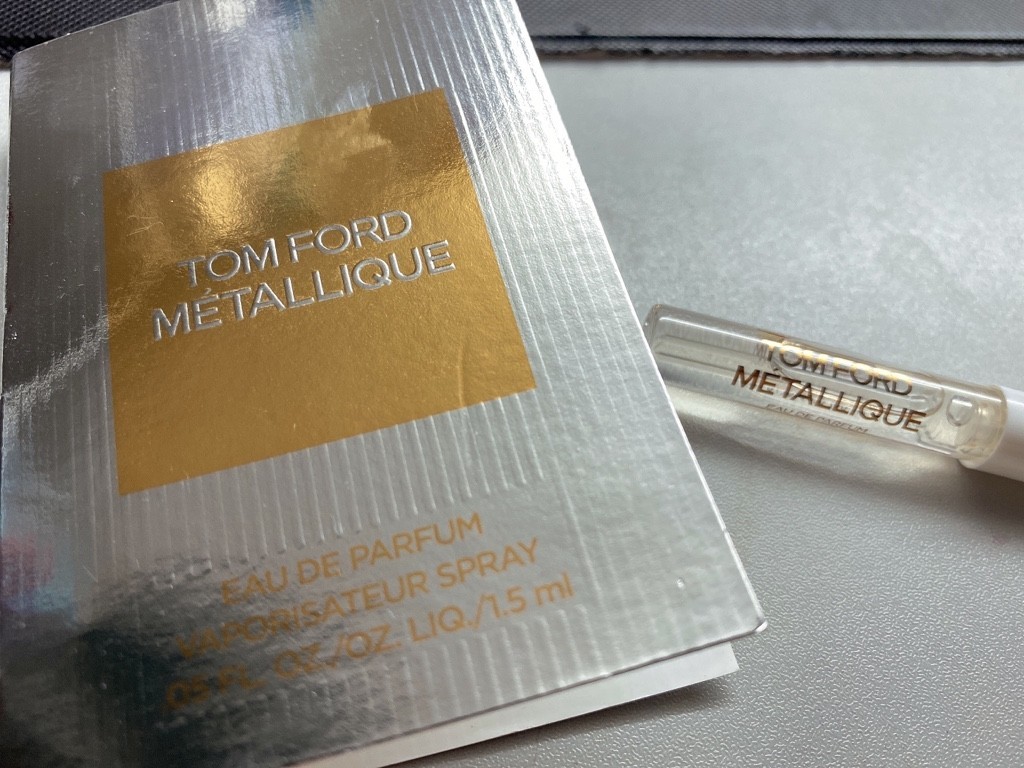 TOM FORD
MÉTALLIQUE
EAU DE PARFUM
VAPORISATEUR SPRAY
.05 FL. OZ./OZ. LIQ./1.5 ml
TOM FORD
MÉTALLIQUE
EAU DE PARFUM